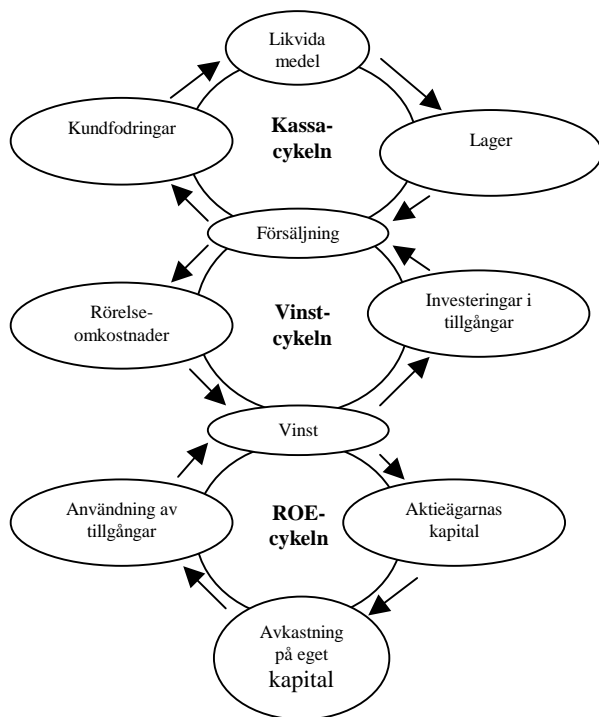 Likvida
medel
Kundfodringar
Kassa-
cykeln
Lager
Försäljning
Rörelse-
omkostnader
Vinst-
cykeln
Investeringar i
tillgångar
Vinst
Användning av
tillgångar
ROE-
cykeln
Aktieägarnas
kapital
Avkastning
på eget
kapital